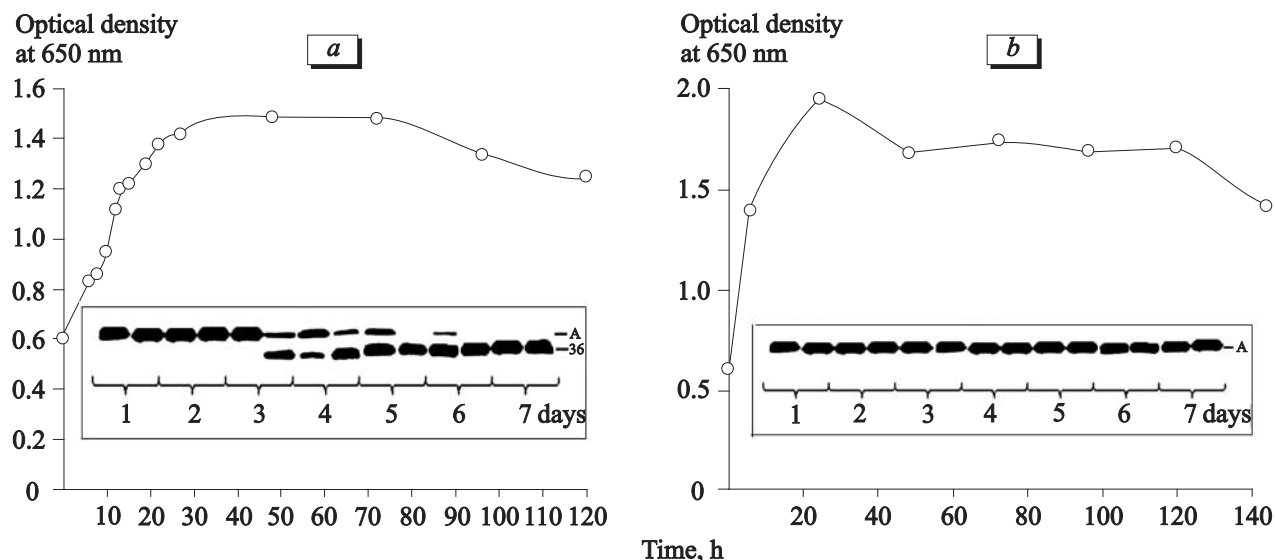 Optical density
at 650 nm
a
1.6
1.4
1.2
1.0
0.8
0.6
0.4
0.2
0
A
36
1 2 3 4 5 6 7 days
10 20 30 40 50 60 70 80 90 100 110 120
Optical density
at 650 nm
b
2.0
1.5
1.0
0.5
0
A
1 2 3 4 5 6 7 days
20 40 60 80 100 120 140
Time, h